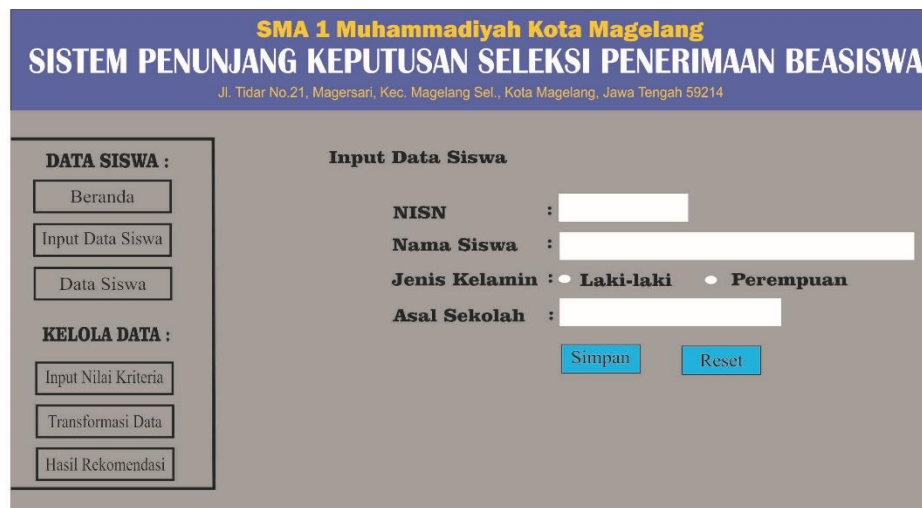 SMA 1 Muhammadiyah Kota Magelang
SISTEM PENUNJANG KEPUTUSAN SELEKSI PENERIMAAN BEASISWA
Jl. Tidar No.21, Magersari, Kec. Magelang Sel., Kota Magelang, Jawa Tengah 59214
DATA SISWA :
Beranda
Input Data Siswa
Data Siswa
KELOLA DATA :
Input Nilai Kriteria
Transformasi Data
Hasil Rekomendasi
Input Data Siswa
NISN :
Nama Siswa :
Jenis Kelamin : Laki-laki Perempuan
Asal Sekolah :
Simpan Reset